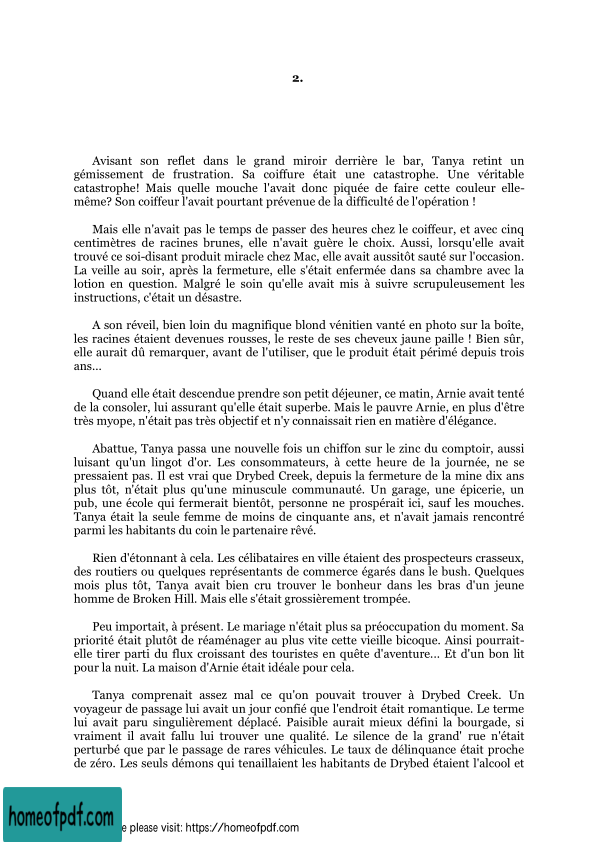 2.
Avisant son reflet dans le grand miroir derrière le bar, Tanya retint un
gémissement de frustration. Sa coiffure était une catastrophe. Une véritable
catastrophe! Mais quelle mouche l'avait donc piquée de faire cette couleur elle-
même? Son coiffeur l'avait pourtant prévenue de la difficulté de l'opération !
Mais elle n'avait pas le temps de passer des heures chez le coiffeur, et avec cinq
centimètres de racines brunes, elle n'avait guère le choix. Aussi, lorsqu'elle avait
trouvé ce soi-disant produit miracle chez Mac, elle avait aussitôt sauté sur l'occasion.
La veille au soir, après la fermeture, elle s'était enfermée dans sa chambre avec la
lotion en question. Malgré le soin qu'elle avait mis à suivre scrupuleusement les
instructions, c'était un désastre.
A son réveil, bien loin du magnifique blond vénitien vanté en photo sur la boîte,
les racines étaient devenues rousses, le reste de ses cheveux jaune paille ! Bien sûr,
elle aurait dû remarquer, avant de l'utiliser, que le produit était périmé depuis trois
ans...
Quand elle était descendue prendre son petit déjeuner, ce matin, Arnie avait tenté
de la consoler, lui assurant qu'elle était superbe. Mais le pauvre Arnie, en plus d'être
très myope, n'était pas très objectif et n'y connaissait rien en matière d'élégance.
Abattue, Tanya passa une nouvelle fois un chiffon sur le zinc du comptoir, aussi
luisant qu'un lingot d'or. Les consommateurs, à cette heure de la journée, ne se
pressaient pas. Il est vrai que Drybed Creek, depuis la fermeture de la mine dix ans
plus tôt, n'était plus qu'une minuscule communauté. Un garage, une épicerie, un
pub, une école qui fermerait bientôt, personne ne prospérait ici, sauf les mouches.
Tanya était la seule femme de moins de cinquante ans, et n'avait jamais rencontré
parmi les habitants du coin le partenaire rêvé.
Rien d'étonnant à cela. Les célibataires en ville étaient des prospecteurs crasseux,
des routiers ou quelques représentants de commerce égarés dans le bush. Quelques
mois plus tôt, Tanya avait bien cru trouver le bonheur dans les bras d'un jeune
homme de Broken Hill. Mais elle s'était grossièrement trompée.
Peu importait, à présent. Le mariage n'était plus sa préoccupation du moment. Sa
priorité était plutôt de réaménager au plus vite cette vieille bicoque. Ainsi pourrait-
elle tirer parti du flux croissant des touristes en quête d'aventure... Et d'un bon lit
pour la nuit. La maison d'Arnie était idéale pour cela.
Tanya comprenait assez mal ce qu'on pouvait trouver à Drybed Creek. Un
voyageur de passage lui avait un jour confié que l'endroit était romantique. Le terme
lui avait paru singulièrement déplacé. Paisible aurait mieux défini la bourgade, si
vraiment il avait fallu lui trouver une qualité. Le silence de la grand' rue n'était
perturbé que par le passage de rares véhicules. Le taux de délinquance était proche
de zéro. Les seuls démons qui tenaillaient les habitants de Drybed étaient l'alcool et
homeofpdf.com
e please visit: https://homeofpdf.com